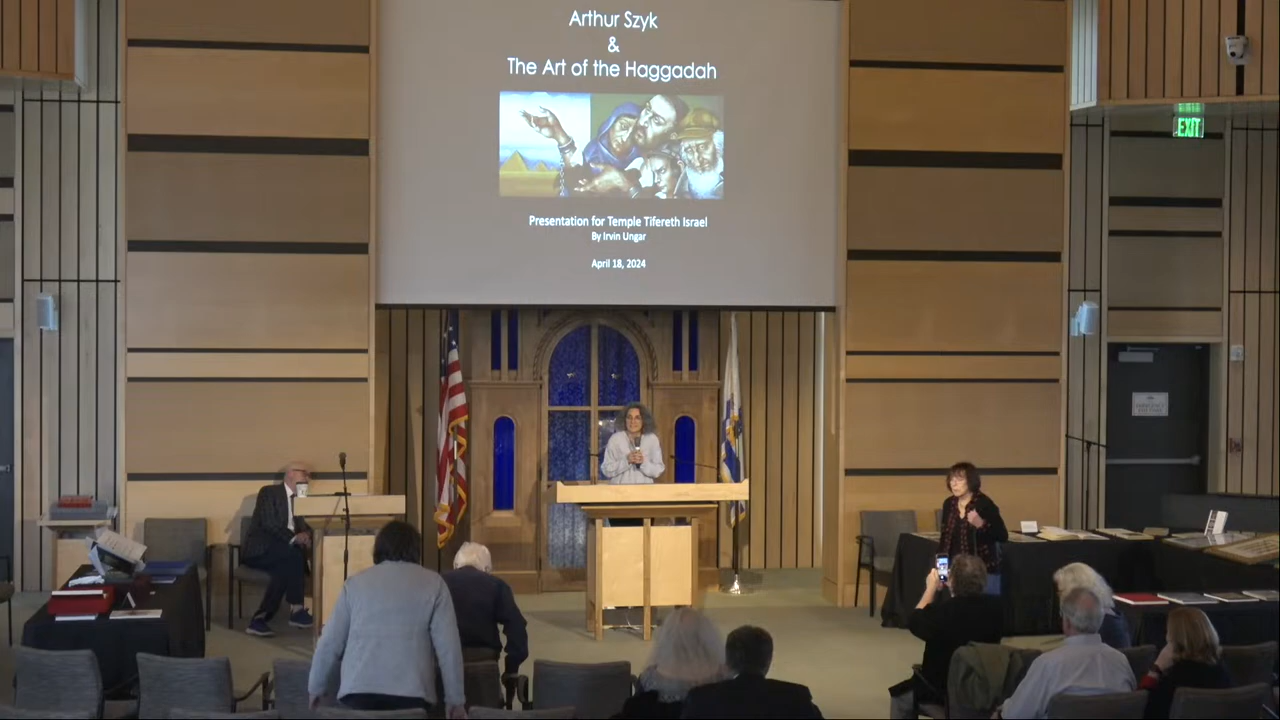 Arthur Szyk
&
The Art of the Haggadah
Presentation for Temple Tifereth Israel
By Irvin Ungar
April 18, 2024
EXIT